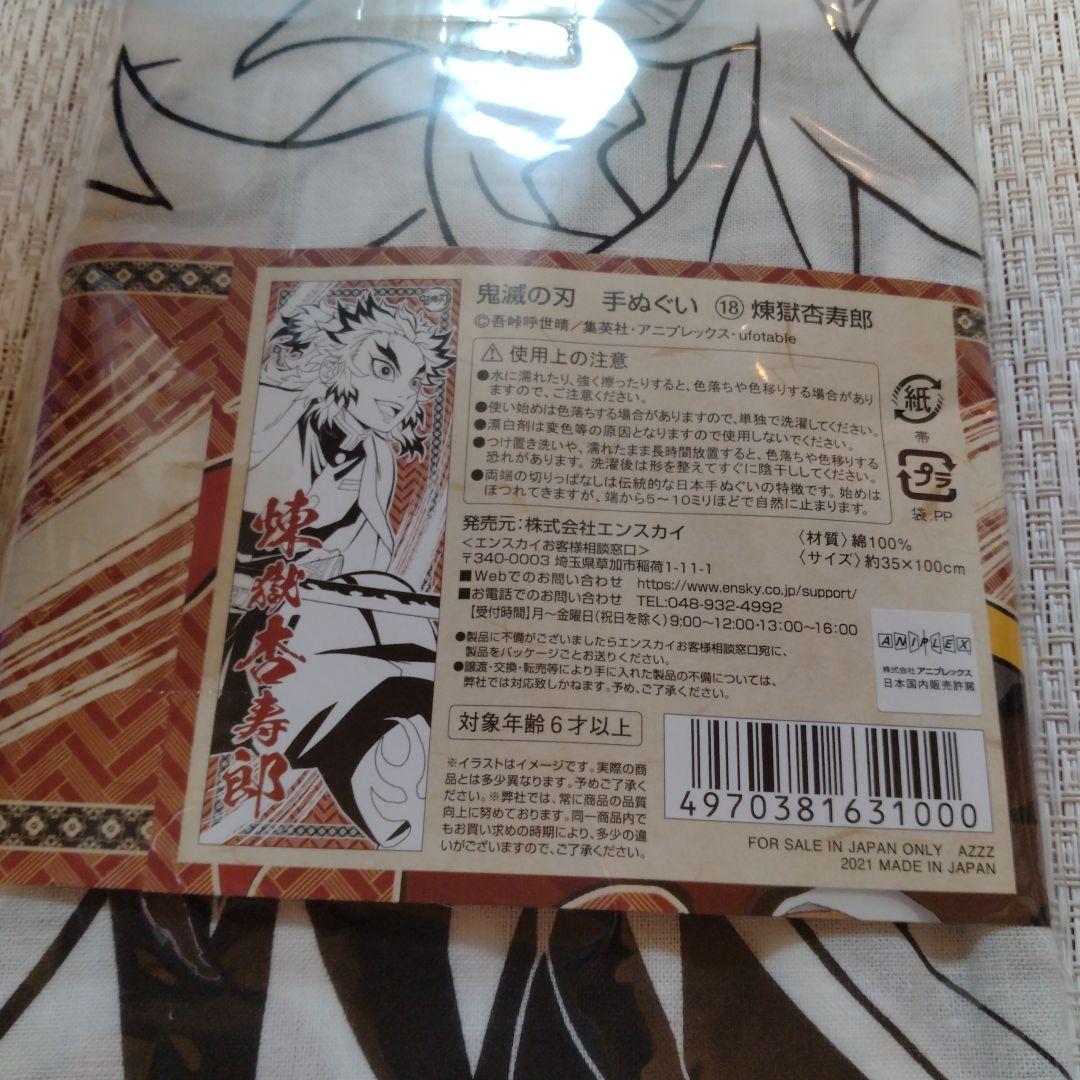 鬼滅の刃 手ぬぐい ⑱ 煉󠄁獄杏寿郎
©吾峠呼世晴／集英社・アニプレックス・ufotable
⚠使用上の注意
●水に濡れたり、強く擦ったりすると、色落ちや色移りする場合があり
ますので、ご注意ください。
●使い始めは色落ちする場合がありますので、単独で洗濯してください。
●漂白剤は変色等の原因となりますので使用しないでください。
●つけ置き洗いや、濡れたまま長時間放置すると、色落ちや色移りする
恐れがあります。洗濯後は形を整えてすぐに陰干ししてください。
●両端の切りっぱなしは伝統的な日本手ぬぐいの特徴です。始めは
ほつれてきますが、端から5～10ミリほどで自然に止まります。
紙
帯
プラ
袋:PP
発売元：株式会社エンスカイ
＜エンスカイお客様相談窓口＞
〒340-0003 埼玉県草加市稲荷1-11-1
■Webでのお問い合わせ https://www.ensky.co.jp/support/
■お電話でのお問い合わせ TEL:048-932-4992
【受付時間】月～金曜日(祝日を除く)9:00～12:00・13:00～16:00
〈材質〉綿100%
〈サイズ〉約35×100cm
●製品に不備がございましたらエンスカイお客様相談窓口宛に、
製品をパッケージごとお送りください。
●譲渡・交換・転売等により手に入れた製品の不備については、
弊社では対応致しかねます。予め、ご了承ください。
ANIPLEX
株式会社アニプレックス
日本国内販売許諾
対象年齢6才以上
※イラストはイメージです。実際の商
品とは多少異なります。予めご了承く
ださい。※弊社では、常に商品の品質
向上に努めております。同一商品内で
もお買い求めの時期により、多少の違
いがございますので、ご了承ください。
4970381631000
FOR SALE IN JAPAN ONLY AZZZ
2021 MADE IN JAPAN
煉獄杏寿郎